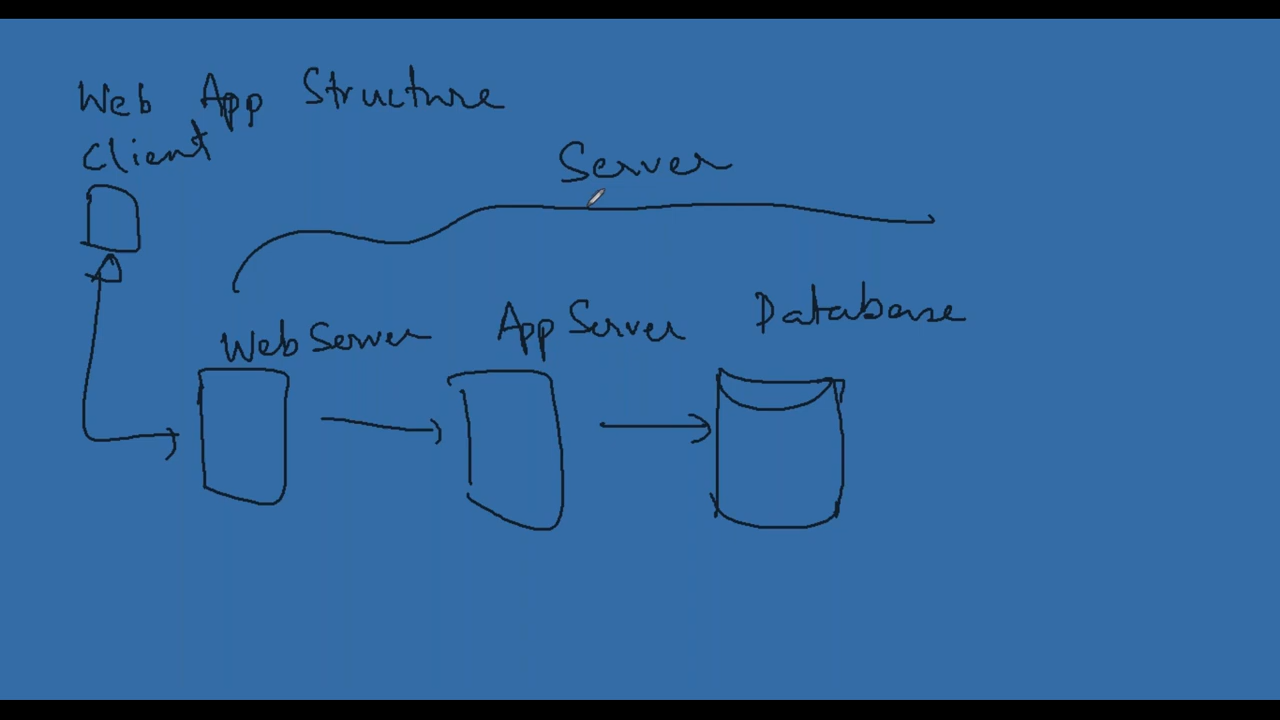 Web App Structure
Client
Server
Web Server
App Server
Database